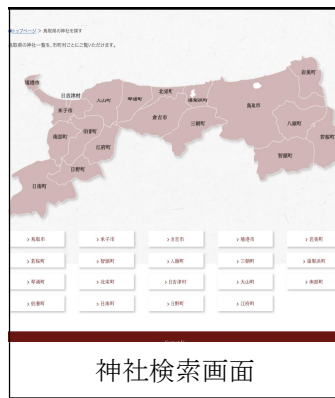 トップページ > 鳥取県の神社を探す
鳥取県の神社一覧を、市町村ごとにご覧いただけます。
岩美町
境港市
日吉津村
大山町
琴浦町
北栄町
湯梨浜町
鳥取市
米子市
倉吉市
八頭町
南部町
伯耆町
三朝町
若桜町
江府町
智頭町
日野町
日南町
> 鳥取市
> 米子市
> 倉吉市
> 境港市
> 岩美町
> 若桜町
> 智頭町
> 八頭町
> 三朝町
> 湯梨浜町
> 琴浦町
> 北栄町
> 日吉津村
> 大山町
> 南部町
> 伯耆町
> 日南町
> 日野町
> 江府町
神社検索画面